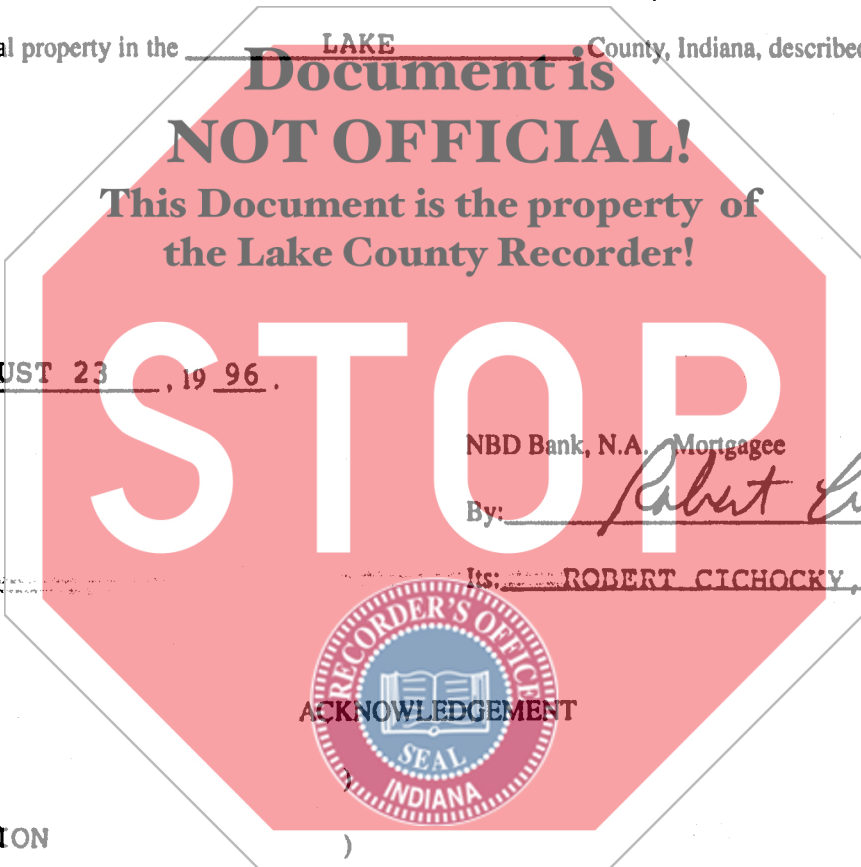 al property in the LAKE County, Indiana, described
Document is
NOT OFFICIAL!
This Document is the property of
the Lake County Recorder!
STOP
UST 23 , 19 96 .
NBD Bank, N.A. Mortgagee
By: Robert
Its: ROBERT CICHOCKY,
RECORDER'S OFFICE
ACKNOWLEDGEMENT
SEAL
INDIANA
)
ION )